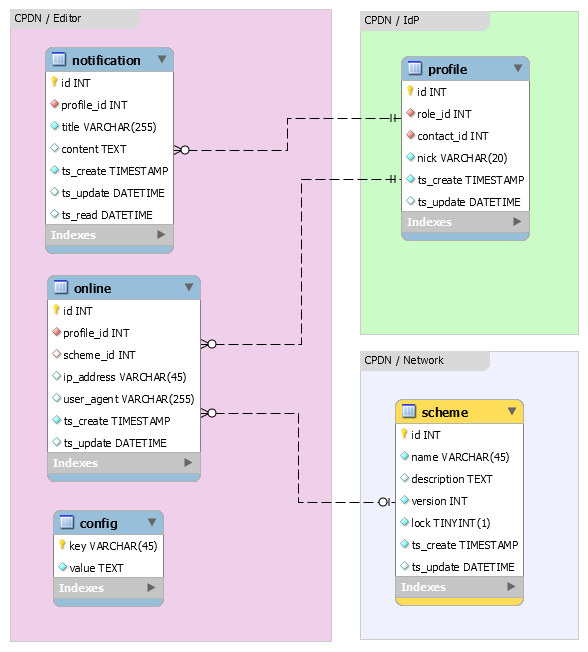 CPDN / Editor
notification
id INT
profile_id INT
title VARCHAR(255)
content TEXT
ts_create TIMESTAMP
ts_update DATETIME
ts_read DATETIME
Indexes
online
id INT
profile_id INT
scheme_id INT
ip_address VARCHAR(45)
user_agent VARCHAR(255)
ts_create TIMESTAMP
ts_update DATETIME
Indexes
config
key VARCHAR(45)
value TEXT
Indexes
CPDN / IdP
profile
id INT
role_id INT
contact_id INT
nick VARCHAR(20)
ts_create TIMESTAMP
ts_update DATETIME
Indexes
CPDN / Network
scheme
id INT
name VARCHAR(45)
description TEXT
version INT
lock TINYINT(1)
ts_create TIMESTAMP
ts_update DATETIME
Indexes